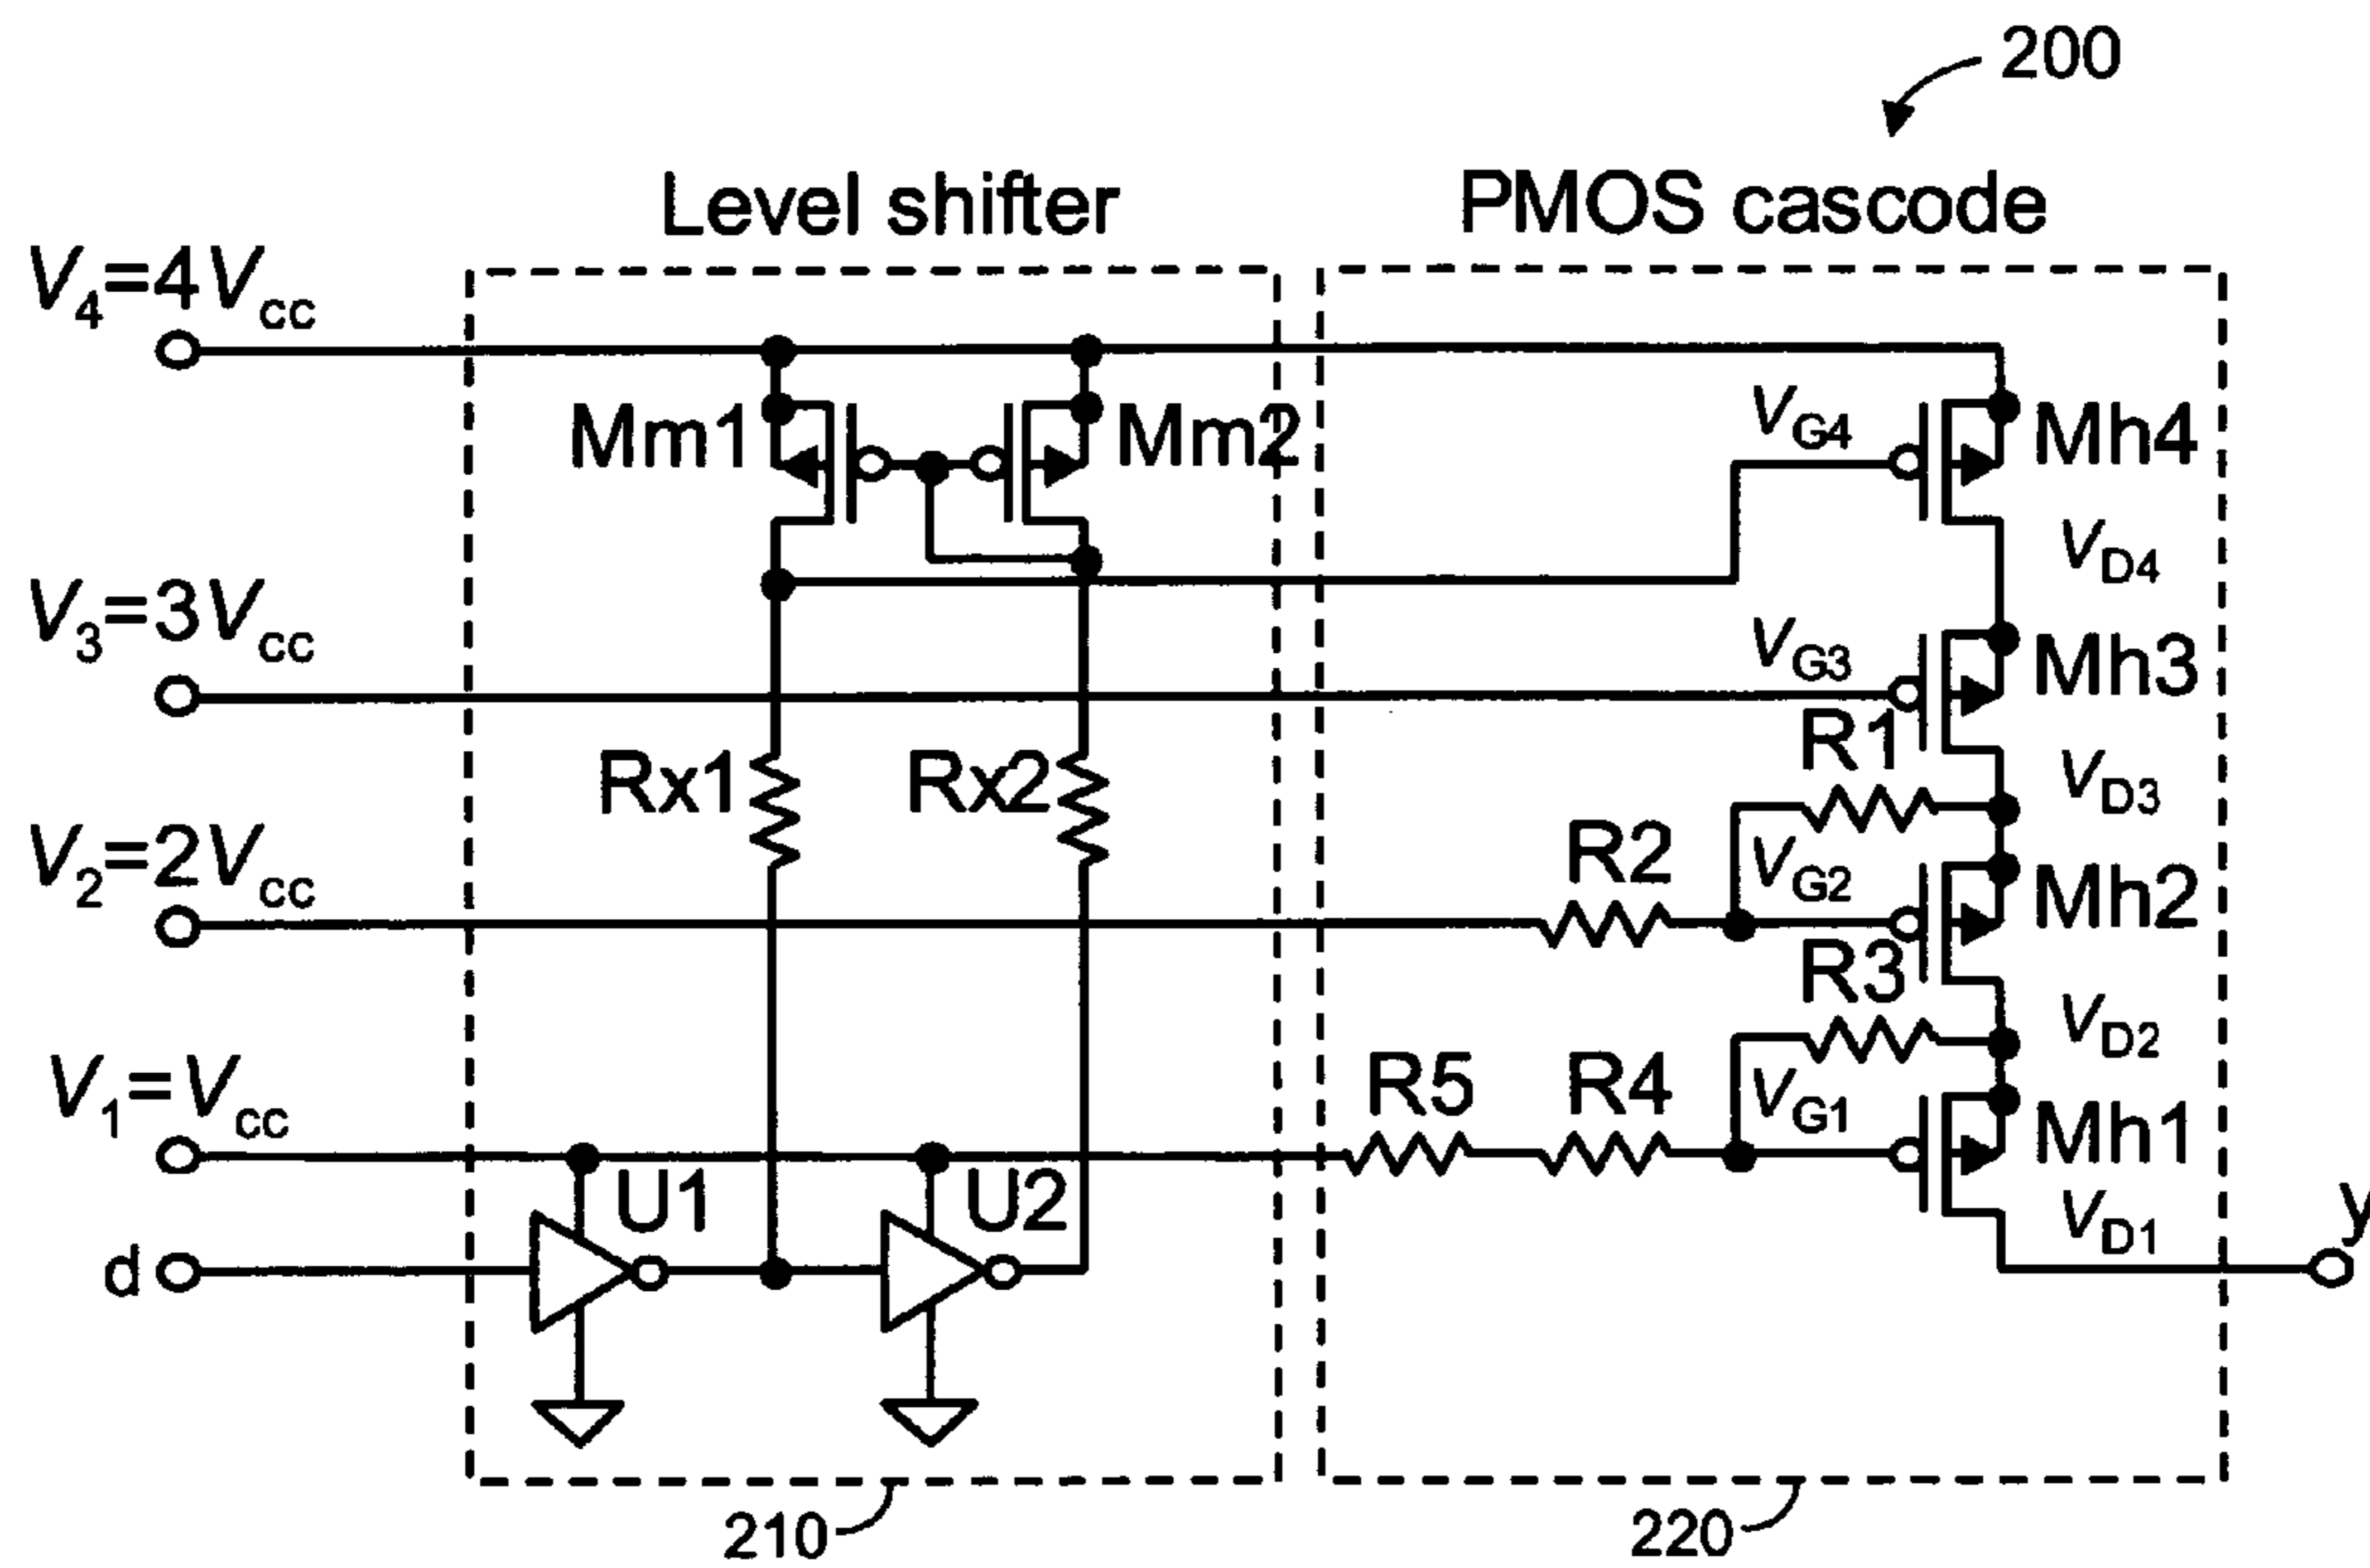 200
Level shifter
PMOS cascode
V4=4Vcc
Mm1
Mm2
VG4
Mh4
VD4
V3=3Vcc
VG3
Mh3
R1
VD3
Rx1
Rx2
V2=2Vcc
R2
VG2
Mh2
R3
VD2
V1=Vcc
R5
R4
VG1
Mh1
U1
U2
VD1
y
d
210
220